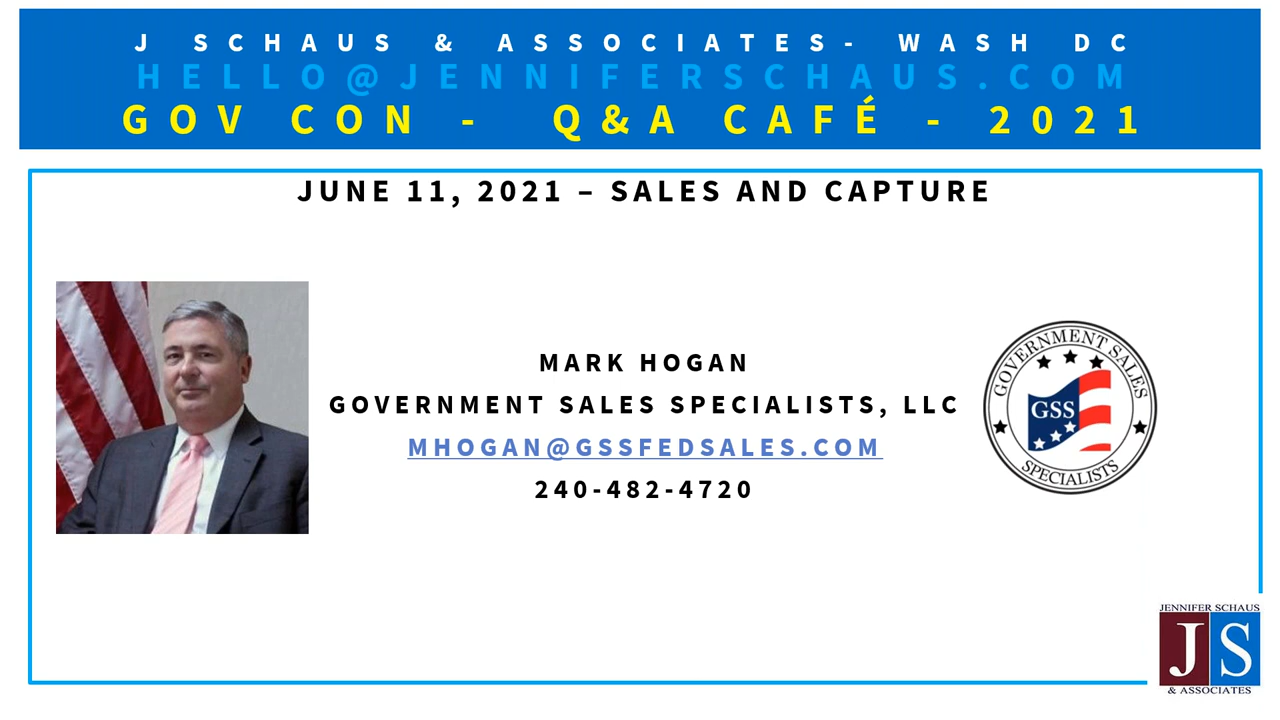 J SCHAUS & ASSOCIATES- WASH DC
HELLO@JENNIFERSCHAUS.COM
GOV CON - Q&A CAFÉ - 2021
JUNE 11, 2021 – SALES AND CAPTURE
MARK HOGAN
GOVERNMENT SALES SPECIALISTS, LLC
MHOGAN@GSSFEDSALES.COM
240-482-4720
GOVERNMENT SALES
GSS
SPECIALISTS
JENNIFER SCHAUS
JS
& ASSOCIATES